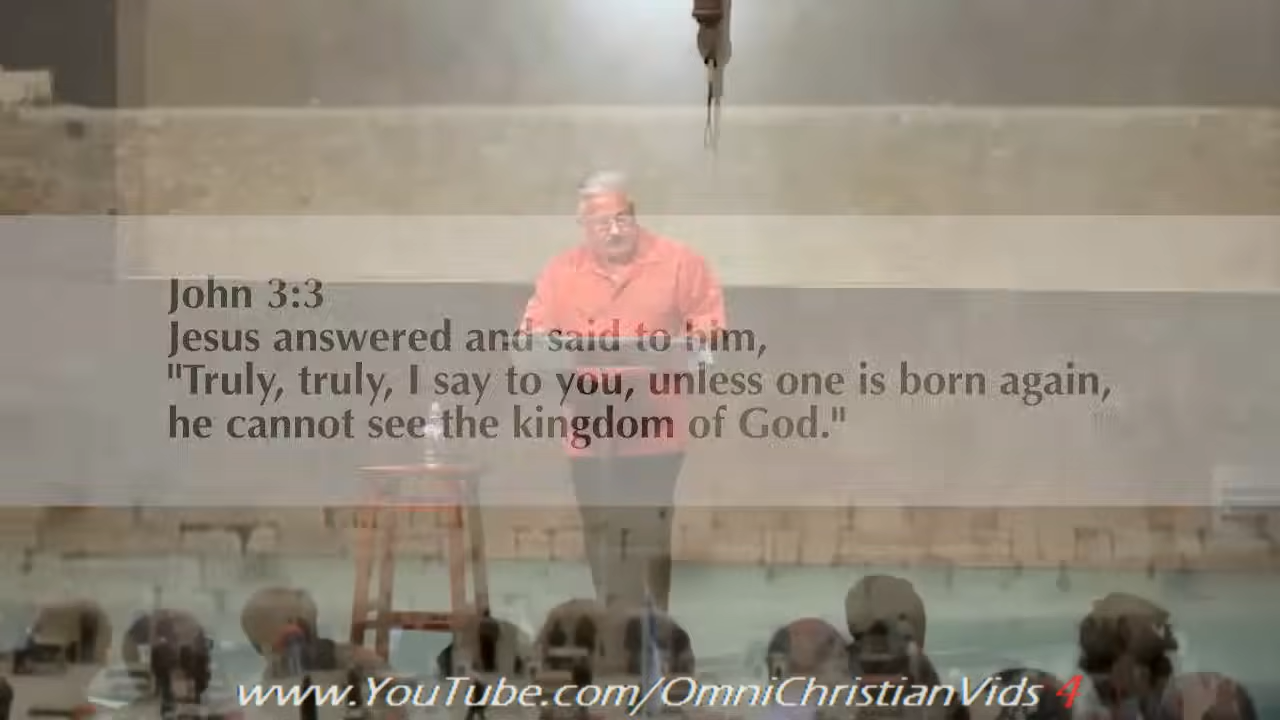 John 3:3
Jesus answered and said to him,
"Truly, truly, I say to you, unless one is born again,
he cannot see the kingdom of God."
www.YouTube.com/OmniChristianVids 4